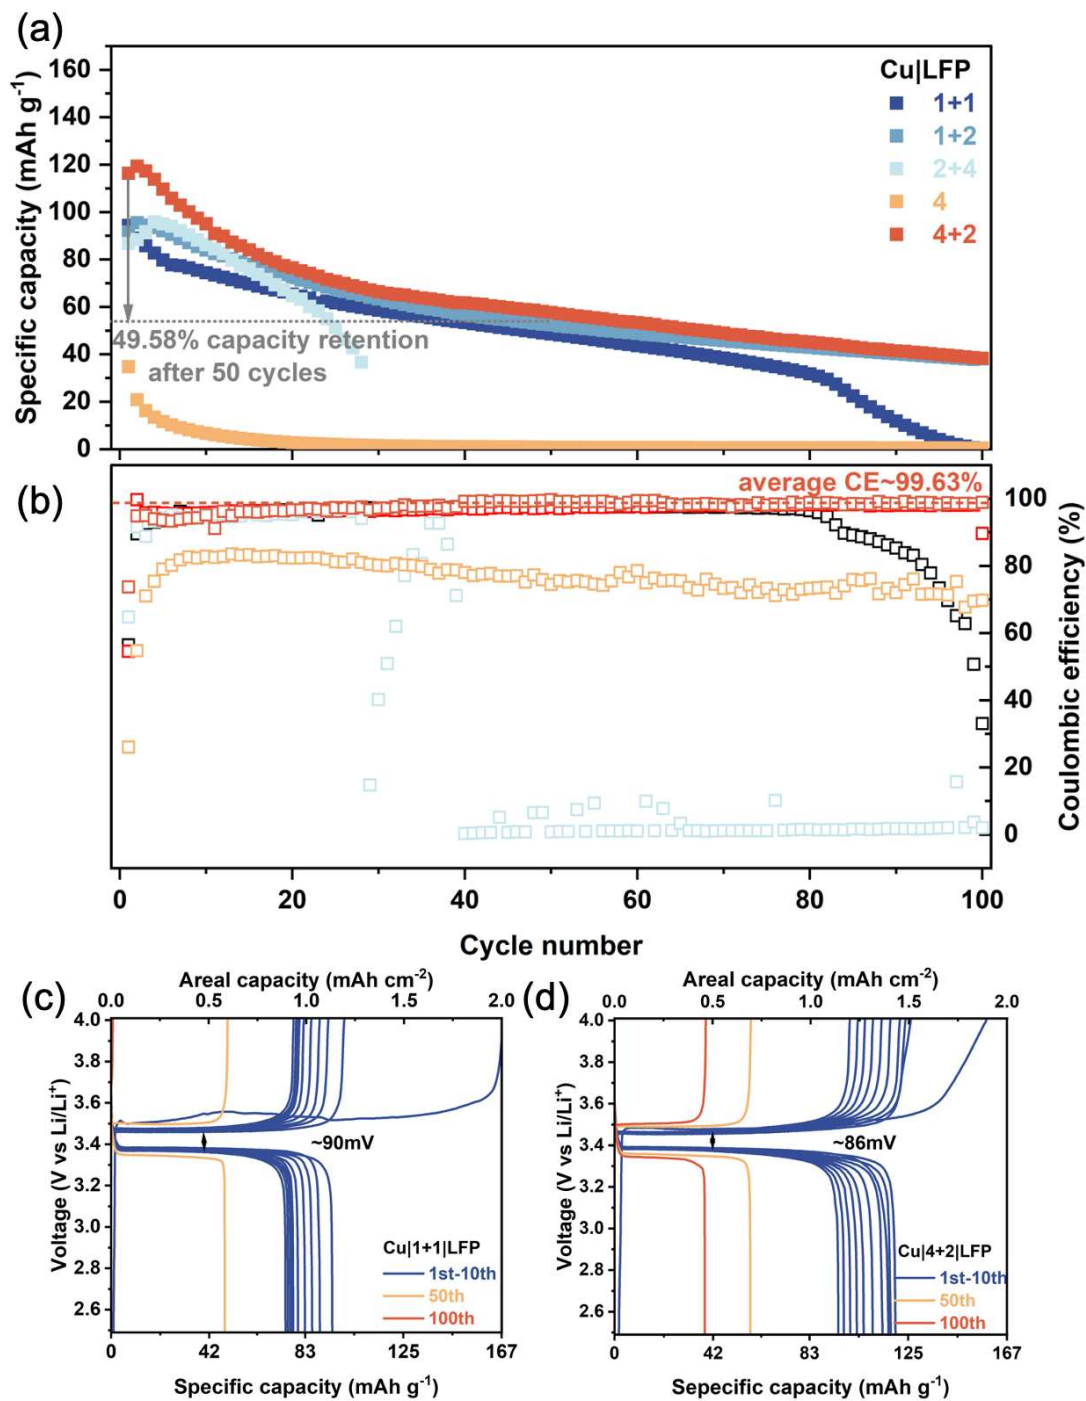 (a)
Specific capacity (mAh g⁻¹)
160
140
120
100
80
60
40
20
0
Cu|LFP
1+1
1+2
2+4
4
4+2
49.58% capacity retention
after 50 cycles
(b)
average CE~99.63%
100
80
60
40
20
0
Coulombic efficiency (%)
0 20 40 60 80 100
Cycle number
(c)
Areal capacity (mAh cm⁻²)
0.0 0.5 1.0 1.5 2.0
4.0
3.8
3.6
3.4
3.2
3.0
2.8
2.6
Voltage (V vs Li/Li⁺)
~90mV
Cu|1+1|LFP
1st-10th
50th
100th
0 42 83 125 167
Specific capacity (mAh g⁻¹)
(d)
Areal capacity (mAh cm⁻²)
0.0 0.5 1.0 1.5 2.0
4.0
3.8
3.6
3.4
3.2
3.0
2.8
2.6
Voltage (V vs Li/Li⁺)
~86mV
Cu|4+2|LFP
1st-10th
50th
100th
0 42 83 125 167
Sepecific capacity (mAh g⁻¹)